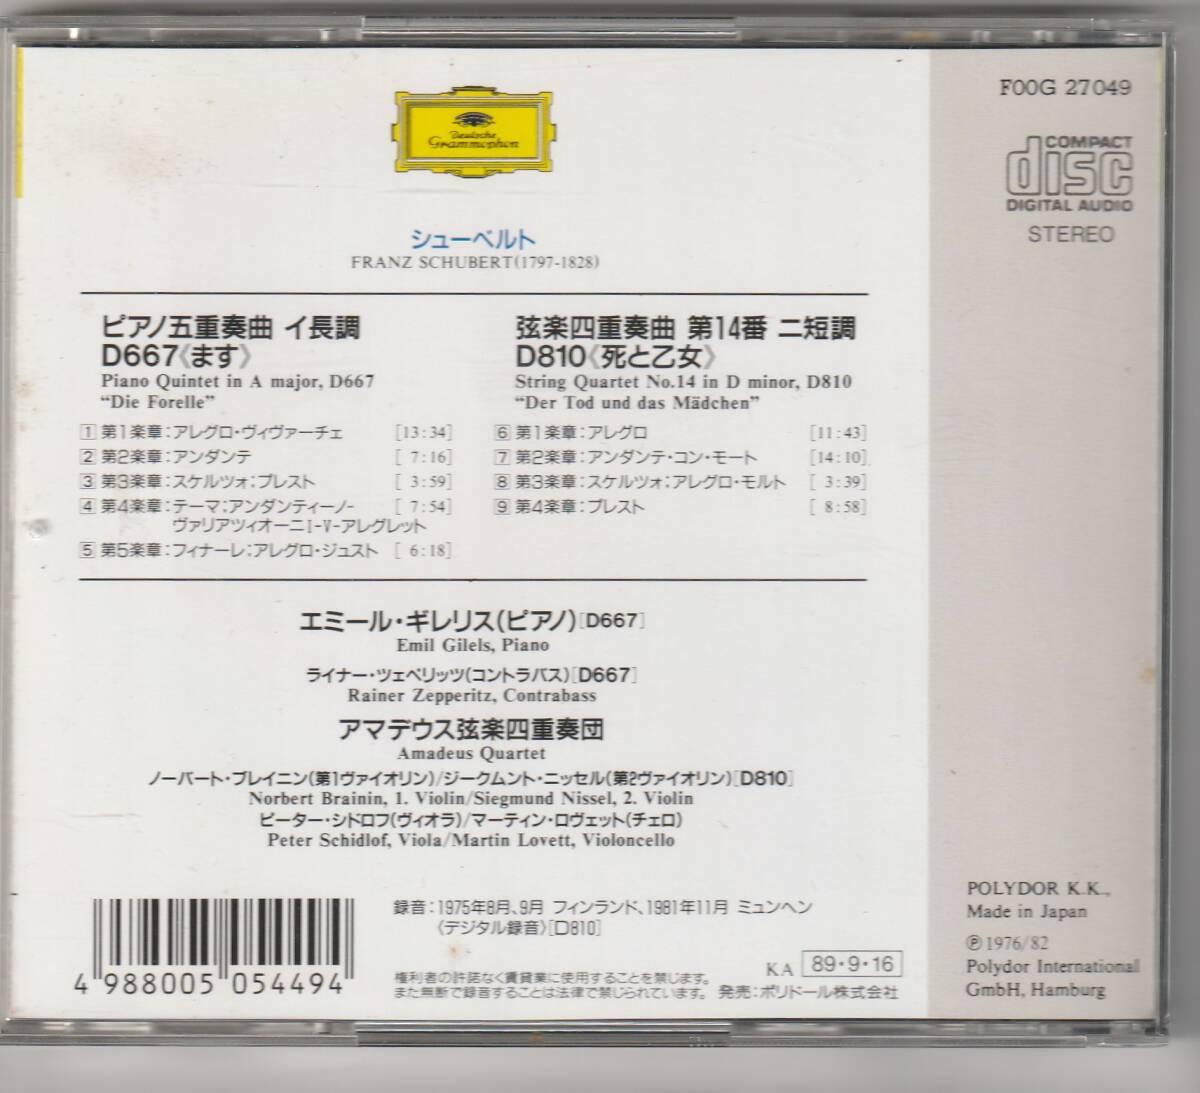 FOOG 27049
COMPACT
disc
DIGITAL AUDIO
STEREO
Deutsche
Grammophon
シューベルト
FRANZ SCHUBERT(1797-1828)
ピアノ五重奏曲 イ長調
D667《ます》
Piano Quintet in A major, D667
“Die Forelle”
1 第1楽章:アレグロ・ヴィヴァーチェ [13:34]
2 第2楽章:アンダンテ [ 7:16]
3 第3楽章:スケルツォ:プレスト [ 3:59]
4 第4楽章:テーマ:アンダンティーノ- [ 7:54]
ヴァリアツィオーニI-V-アレグレット
5 第5楽章:フィナーレ:アレグロ・ジュスト [ 6:18]
弦楽四重奏曲 第14番 ニ短調
D810《死と乙女》
String Quartet No.14 in D minor, D810
“Der Tod und das Mädchen”
6 第1楽章:アレグロ [11:43]
7 第2楽章:アンダンテ・コン・モート [14:10]
8 第3楽章:スケルツォ:アレグロ・モルト [ 3:39]
9 第4楽章:プレスト [ 8:58]
エミール・ギレリス(ピアノ)[D667]
Emil Gilels, Piano
ライナー・ツェペリッツ(コントラバス)[D667]
Rainer Zepperitz, Contrabass
アマデウス弦楽四重奏団
Amadeus Quartet
ノーバート・ブレイニン(第1ヴァイオリン)/ジークムント・ニッセル(第2ヴァイオリン)[D810]
Norbert Brainin, 1. Violin/Siegmund Nissel, 2. Violin
ピーター・シドロフ(ヴィオラ)/マーティン・ロヴェット(チェロ)
Peter Schidlof, Viola/Martin Lovett, Violoncello
録音:1975年8月、9月 フィンランド、1981年11月 ミュンヘン
〈デジタル録音〉[D810]
4 988005 054494
権利者の許諾なく賃貸業に使用することを禁じます。
また無断で録音することは法律で禁じられています。
KA 89・9・16
発売:ポリドール株式会社
POLYDOR K.K.,
Made in Japan
Ⓟ1976/82
Polydor International
GmbH, Hamburg